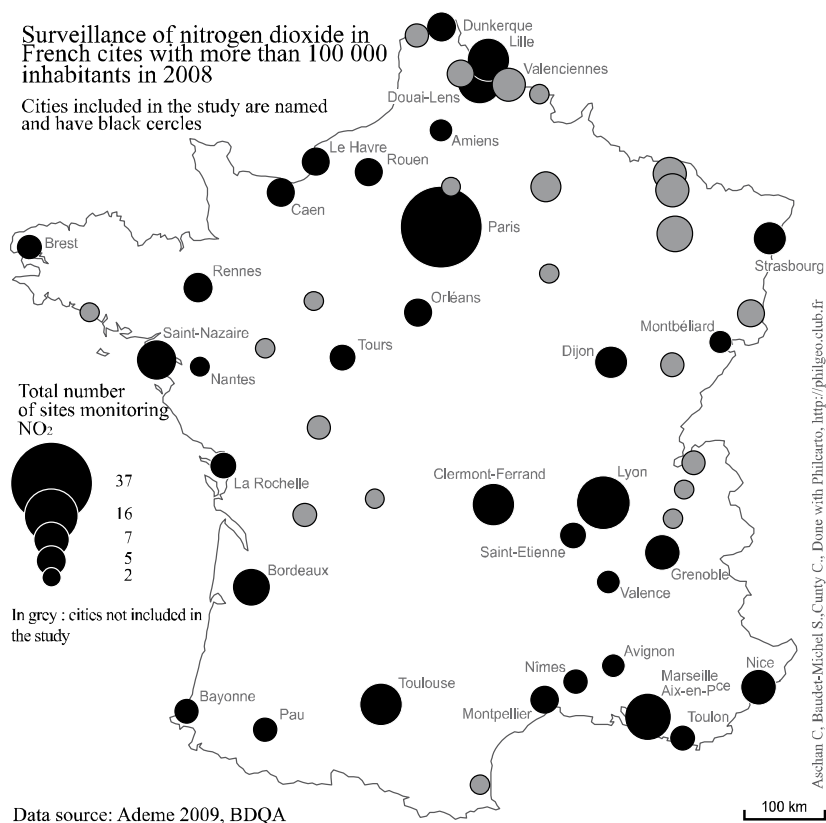 Surveillance of nitrogen dioxide in
French cites with more than 100 000
inhabitants in 2008
Cities included in the study are named
and have black cercles
Dunkerque
Lille
Valenciennes
Douai-Lens
Amiens
Le Havre
Rouen
Caen
Paris
Brest
Strasbourg
Rennes
Orléans
Saint-Nazaire
Montbéliard
Tours
Dijon
Nantes
Total number
of sites monitoring
NO2
37
16
7
5
2
In grey : cities not included in
the study
La Rochelle
Clermont-Ferrand
Lyon
Saint-Etienne
Grenoble
Bordeaux
Valence
Avignon
Nîmes
Marseille
Aix-en-Pce
Nice
Toulouse
Bayonne
Montpellier
Toulon
Pau
Data source: Ademe 2009, BDQA
100 km
Aschan C, Baudet-Michel S.,Cunty C., Done with Philcarto, http://philgeo.club.fr